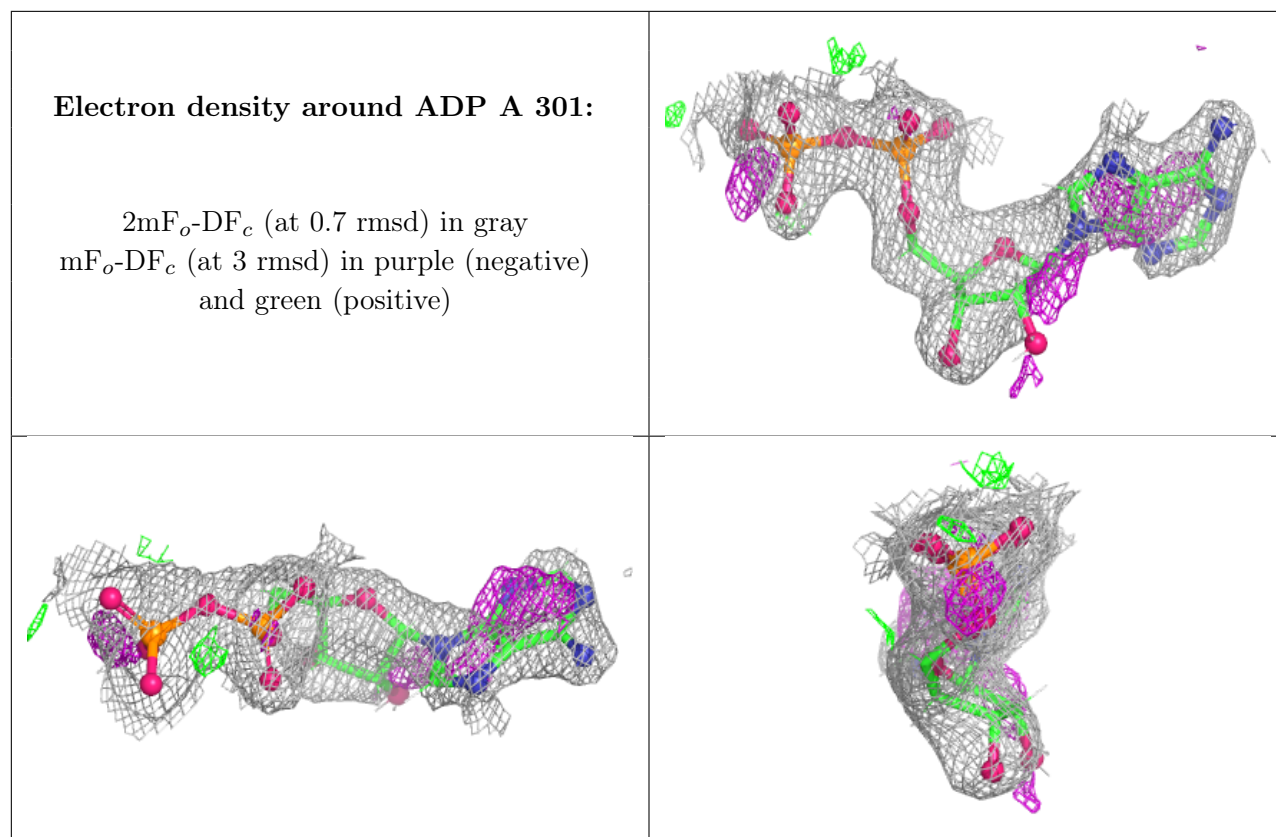 Electron density around ADP A 301:
2mFₒ-DF𝑐 (at 0.7 rmsd) in gray
mFₒ-DF𝑐 (at 3 rmsd) in purple (negative)
and green (positive)